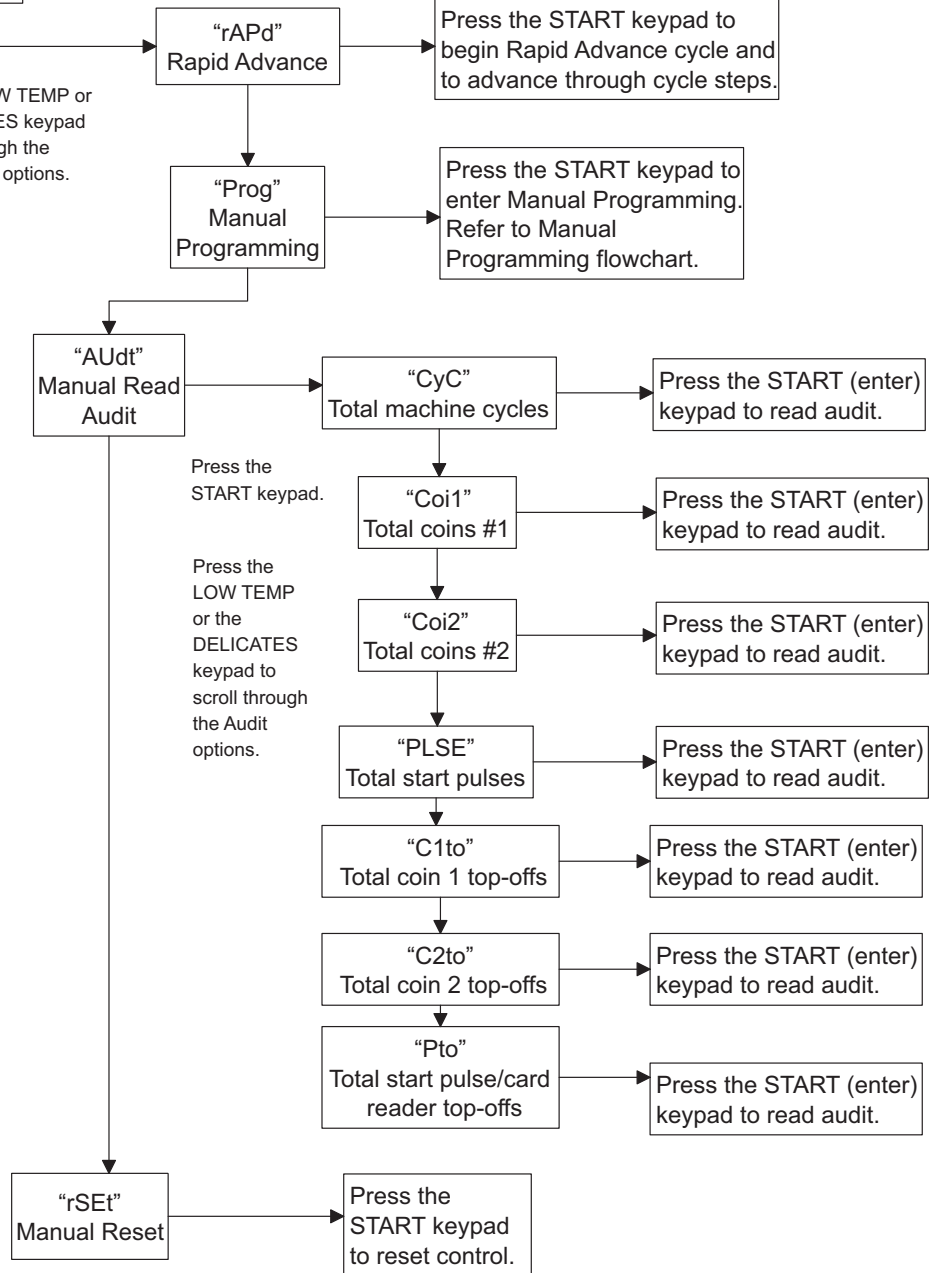 “rAPd”
Rapid Advance
Press the START keypad to
begin Rapid Advance cycle and
to advance through cycle steps.
TEMP or
keypad
the
options.
“Prog”
Manual
Programming
Press the START keypad to
enter Manual Programming.
Refer to Manual
Programming flowchart.
“AUdt”
Manual Read
Audit
“CyC”
Total machine cycles
Press the START (enter)
keypad to read audit.
Press the
START keypad.
“Coi1”
Total coins #1
Press the START (enter)
keypad to read audit.
Press the
LOW TEMP
or the
DELICATES
keypad to
scroll through
the Audit
options.
“Coi2”
Total coins #2
Press the START (enter)
keypad to read audit.
“PLSE”
Total start pulses
Press the START (enter)
keypad to read audit.
“C1to”
Total coin 1 top-offs
Press the START (enter)
keypad to read audit.
“C2to”
Total coin 2 top-offs
Press the START (enter)
keypad to read audit.
“Pto”
Total start pulse/card
reader top-offs
Press the START (enter)
keypad to read audit.
“rSEt”
Manual Reset
Press the
START keypad
to reset control.